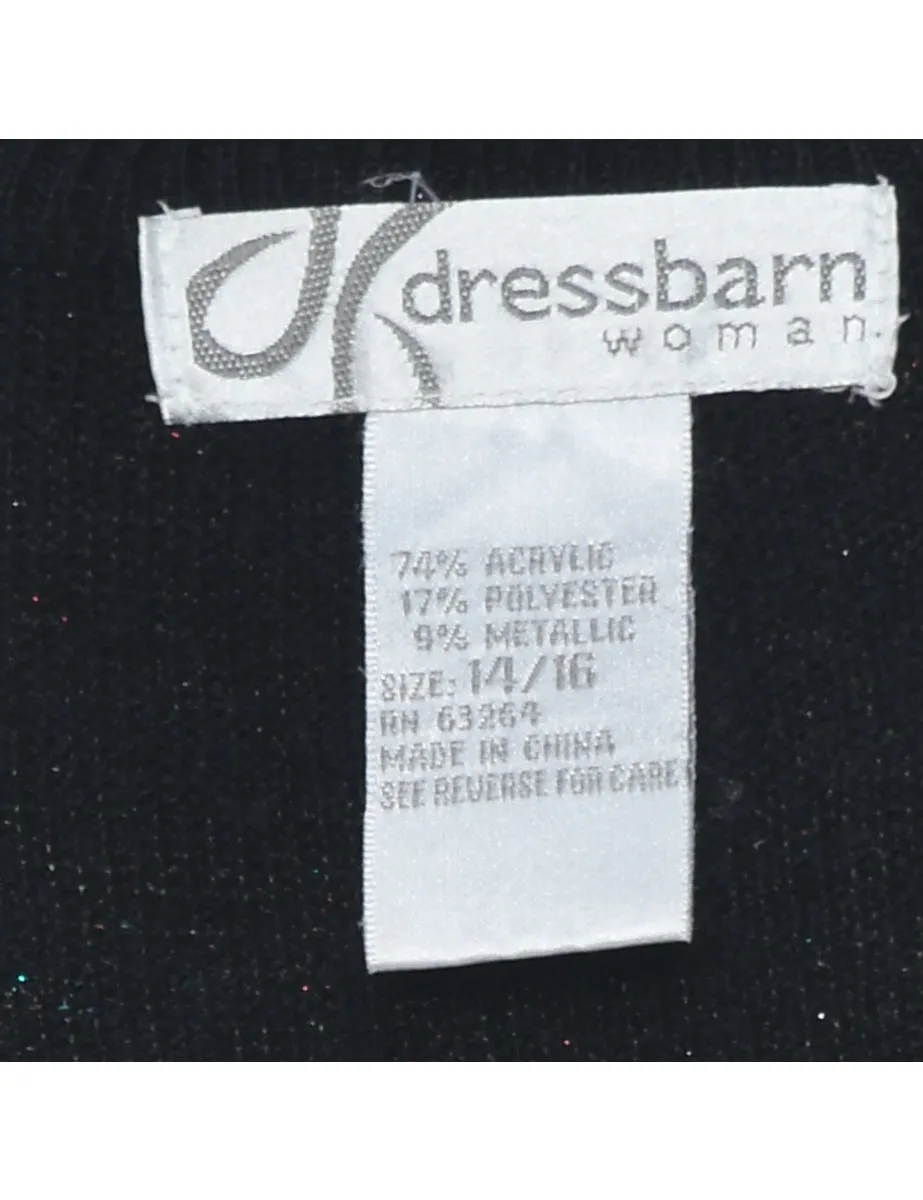 dressbarn
woman.
74% ACRYLIC
17% POLYESTER
9% METALLIC
SIZE: 14/16
RN 63264
MADE IN CHINA
SEE REVERSE FOR CARE